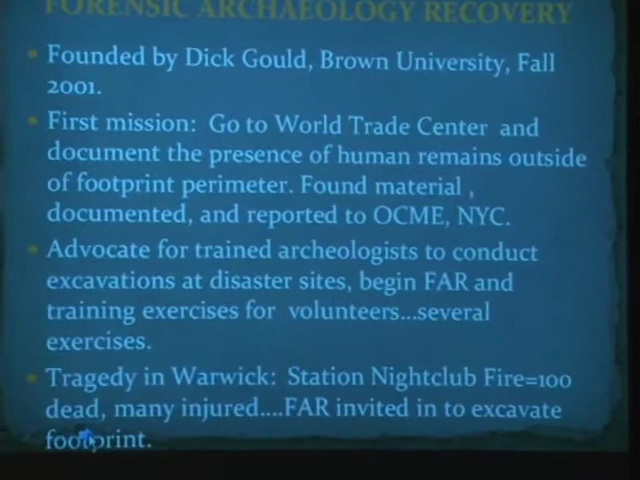 FORENSIC ARCHAEOLOGY RECOVERY
Founded by Dick Gould, Brown University, Fall
2001.
First mission: Go to World Trade Center and
document the presence of human remains outside
of footprint perimeter. Found material ,
documented, and reported to OCME, NYC.
Advocate for trained archeologists to conduct
excavations at disaster sites, begin FAR and
training exercises for volunteers...several
exercises.
Tragedy in Warwick: Station Nightclub Fire=100
dead, many injured....FAR invited in to excavate
footprint.